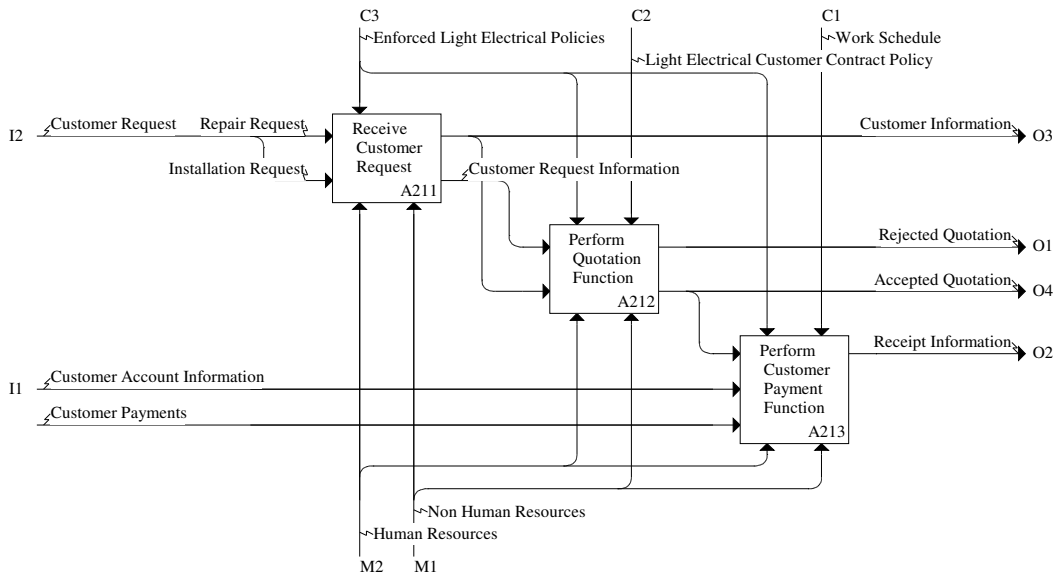 C3
C2
C1
Enforced Light Electrical Policies
Work Schedule
Light Electrical Customer Contract Policy
I2
Customer Request
Repair Request
Installation Request
Receive
Customer
Request
A211
Customer Information
O3
Customer Request Information
Perform
Quotation
Function
A212
Rejected Quotation
O1
Accepted Quotation
O4
Perform
Customer
Payment
Function
A213
Receipt Information
O2
I1
Customer Account Information
Customer Payments
Non Human Resources
Human Resources
M2
M1